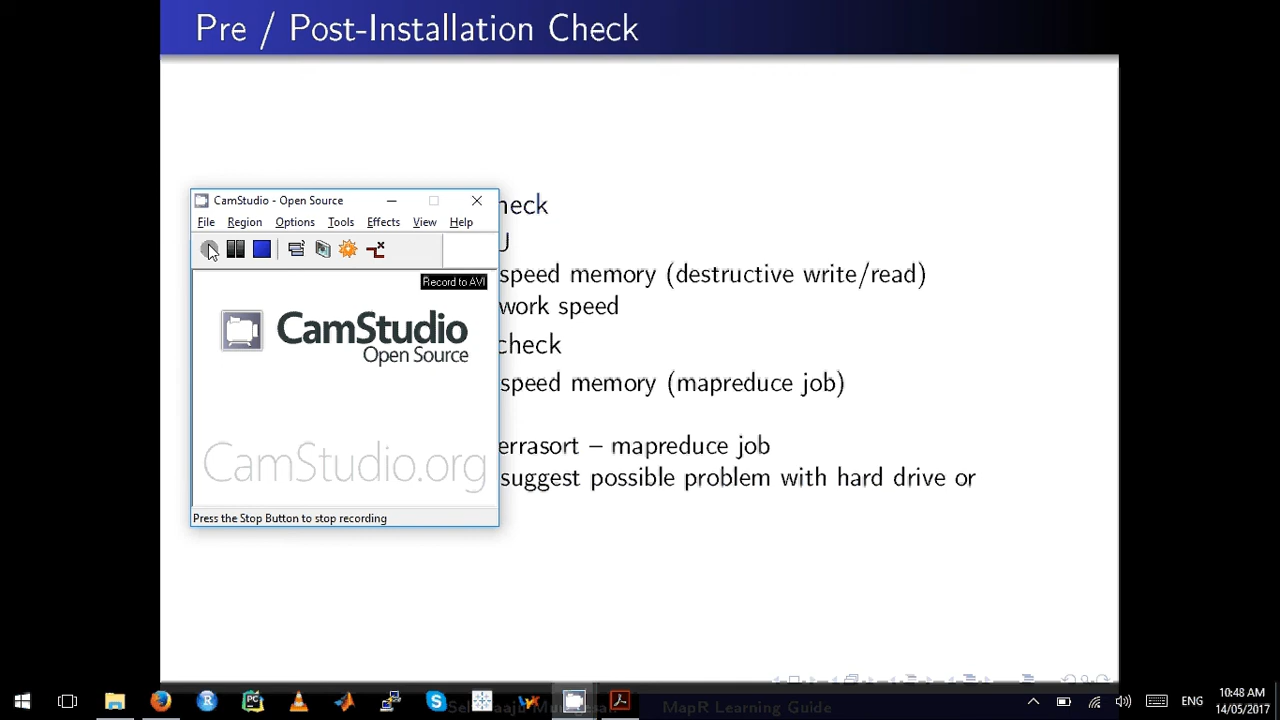 Pre / Post-Installation Check
CamStudio - Open Source
File Region Options Tools Effects View Help
Record to AVI
CamStudio
Open Source
CamStudio.org
Press the Stop Button to stop recording
heck
U
speed memory (destructive write/read)
work speed
check
speed memory (mapreduce job)
errasort – mapreduce job
suggest possible problem with hard drive or
MapR Learning Guide
ENG
10:48 AM
14/05/2017